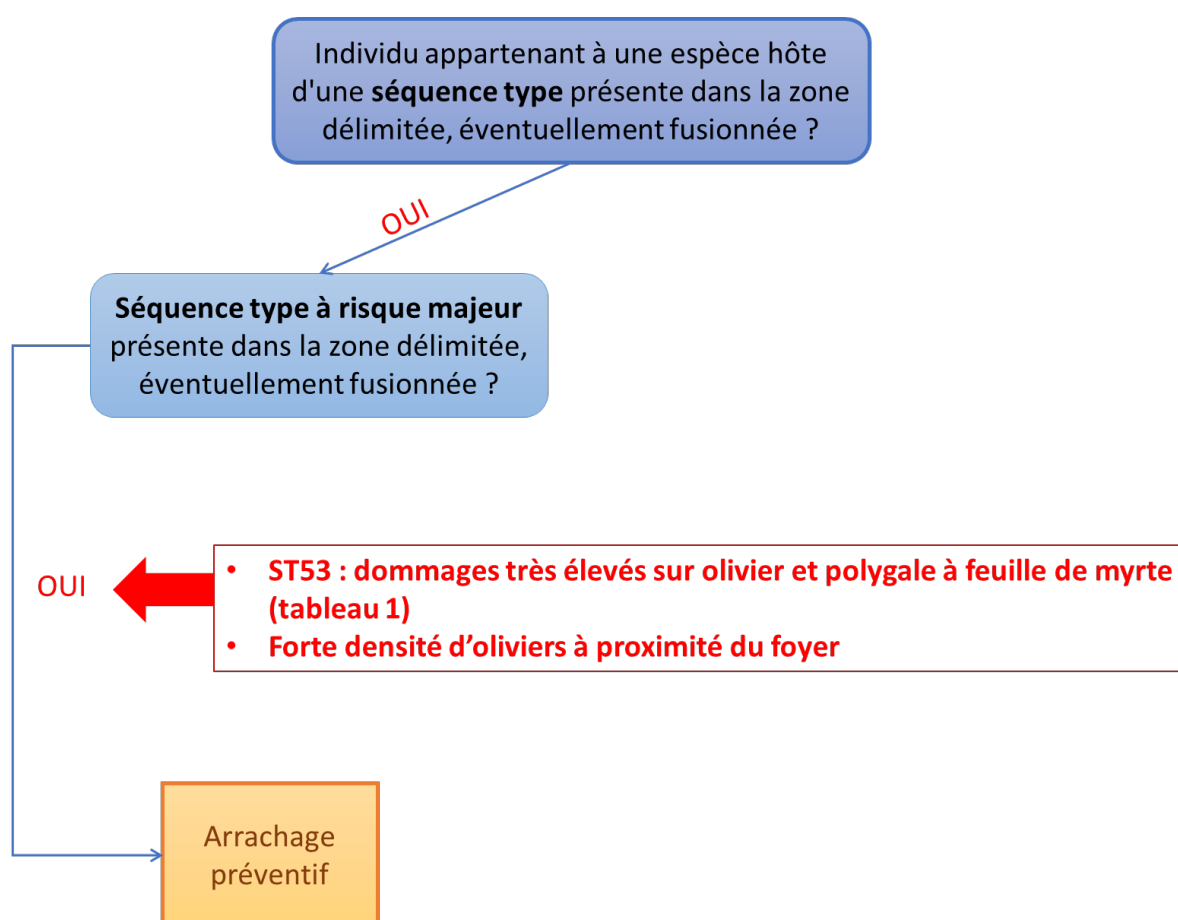 Individu appartenant à une espèce hôte
d'une séquence type présente dans la zone
délimitée, éventuellement fusionnée ?
OUI
Séquence type à risque majeur
présente dans la zone délimitée,
éventuellement fusionnée ?
OUI
• ST53 : dommages très élevés sur olivier et polygale à feuille de myrte
(tableau 1)
• Forte densité d’oliviers à proximité du foyer
Arrachage
préventif